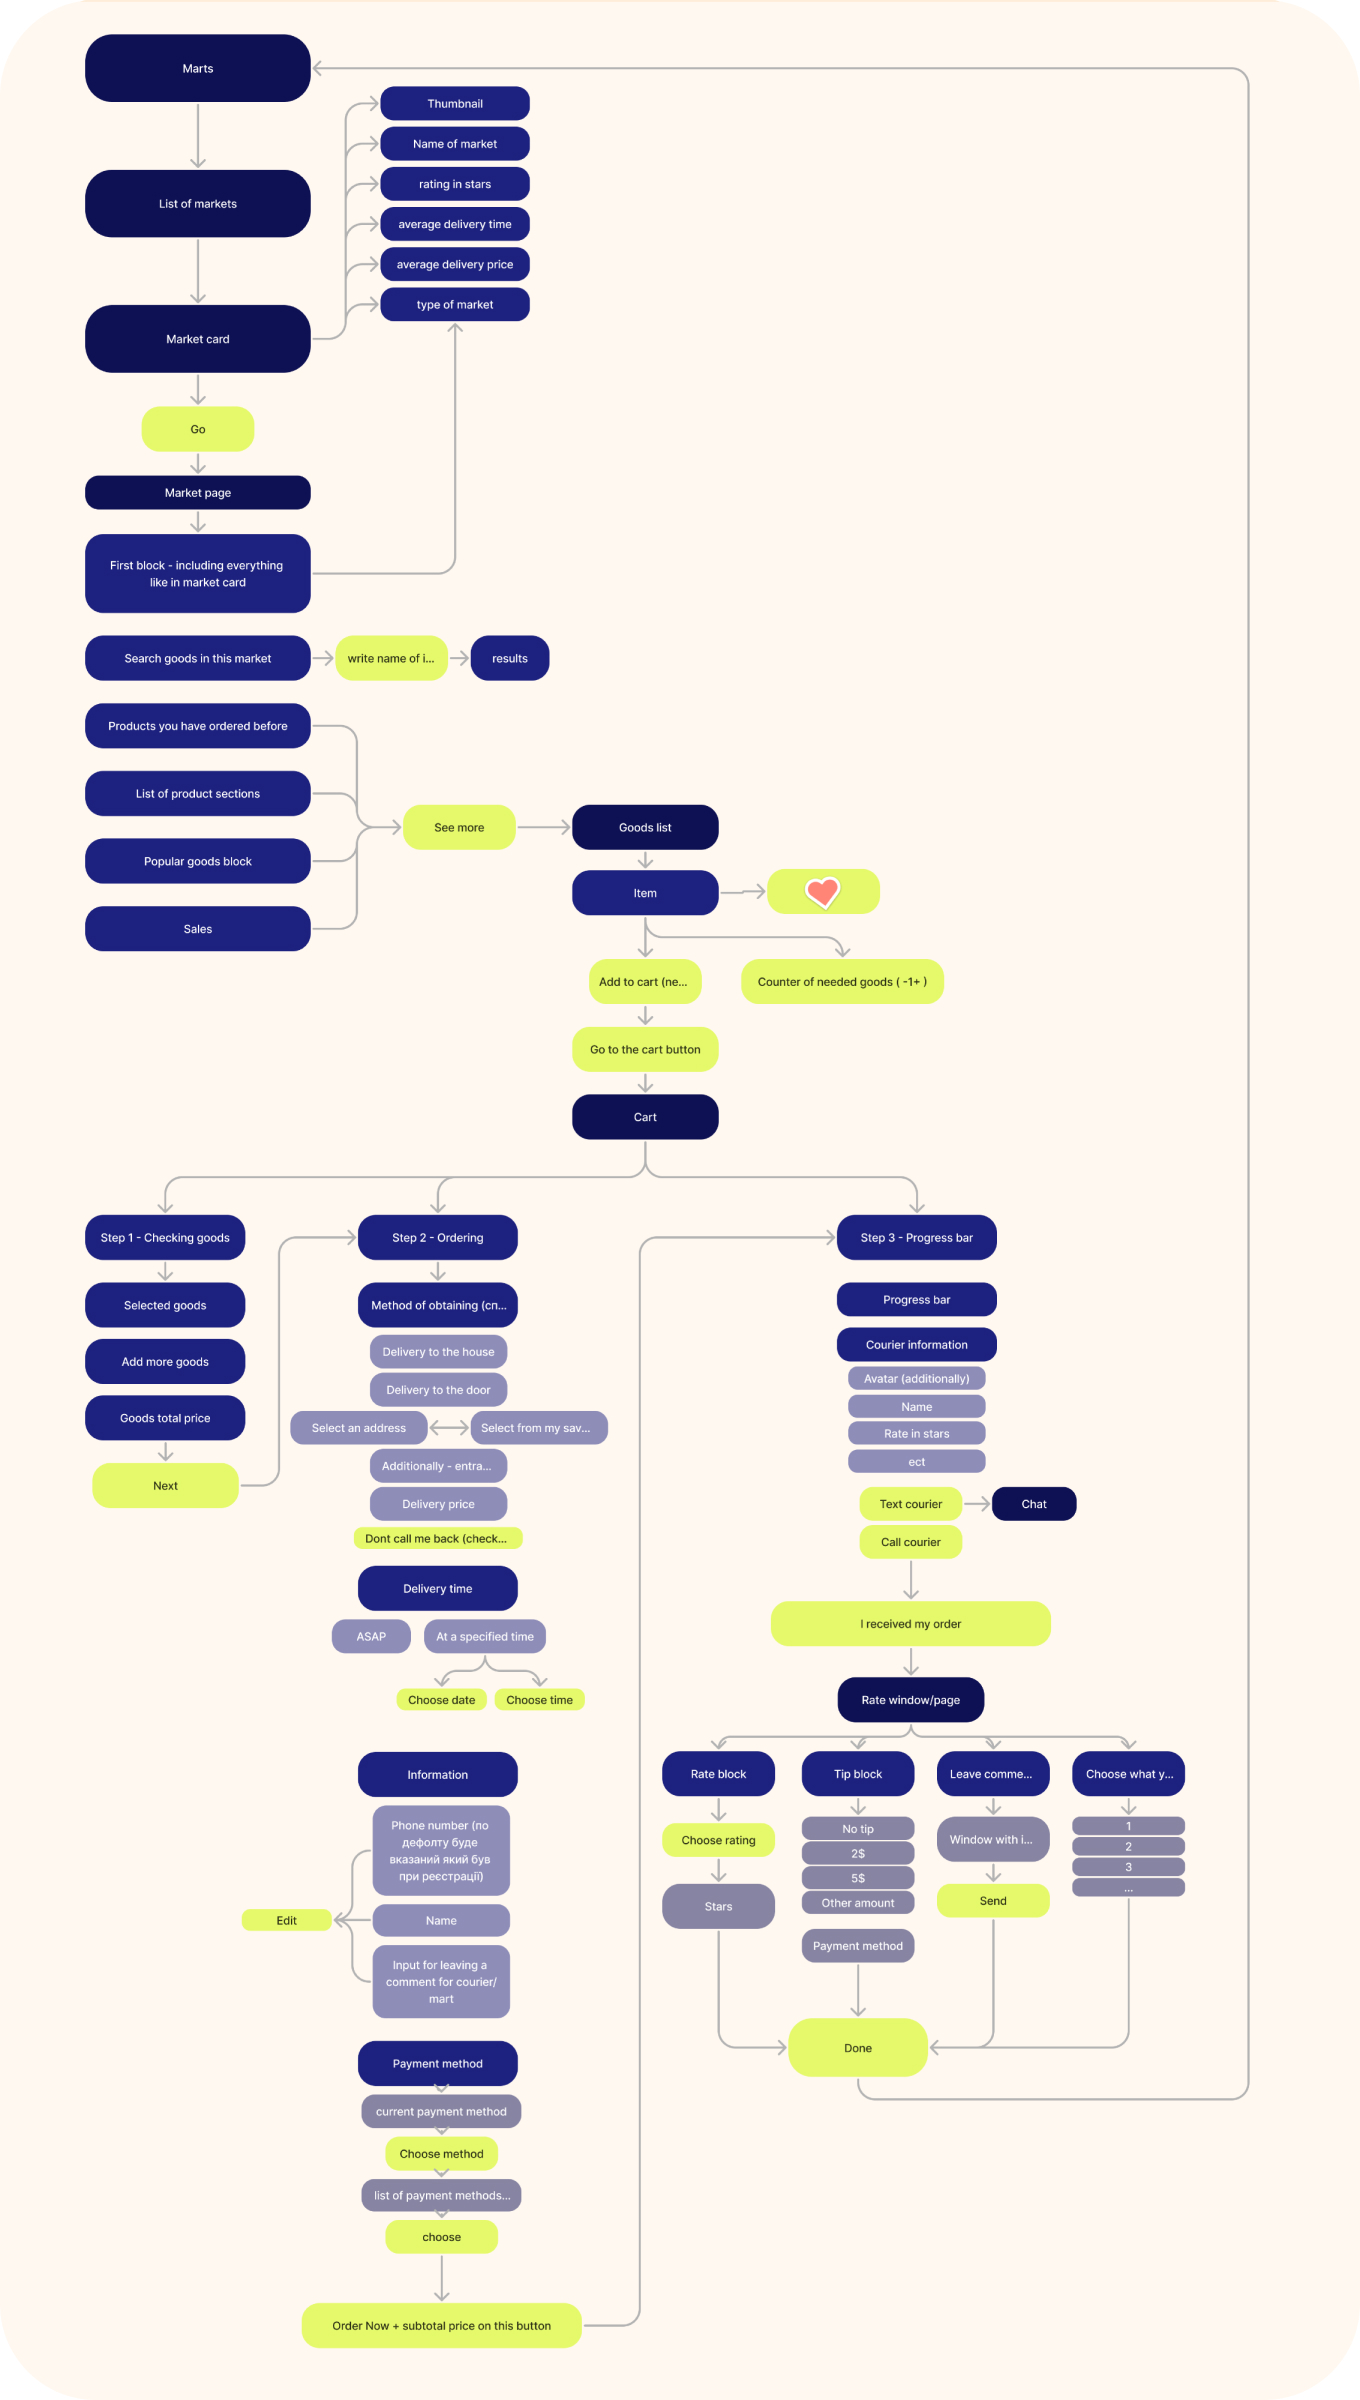 Marts
Thumbnail
Name of market
rating in stars
List of markets
average delivery time
average delivery price
type of market
Market card
Go
Market page
First block - including everything
like in market card
Search goods in this market
write name of i...
results
Products you have ordered before
List of product sections
Popular goods block
Sales
See more
Goods list
Item
Add to cart (ne...
Counter of needed goods ( -1+ )
Go to the cart button
Cart
Step 1 - Checking goods
Selected goods
Add more goods
Goods total price
Next
Step 2 - Ordering
Method of obtaining (сп...
Delivery to the house
Delivery to the door
Select an address
Select from my sav...
Additionally - entra...
Delivery price
Dont call me back (check...
Delivery time
ASAP
At a specified time
Choose date
Choose time
Information
Phone number (по
дефолту буде
вказаний який був
при реєстрації)
Edit
Name
Input for leaving a
comment for courier/
mart
Payment method
current payment method
Choose method
list of payment methods...
choose
Order Now + subtotal price on this button
Step 3 - Progress bar
Progress bar
Courier information
Avatar (additionally)
Name
Rate in stars
ect
Text courier
Chat
Call courier
I received my order
Rate window/page
Rate block
Choose rating
Stars
Tip block
No tip
2$
5$
Other amount
Payment method
Leave comme...
Window with i...
Send
Choose what y...
1
2
3
...
Done